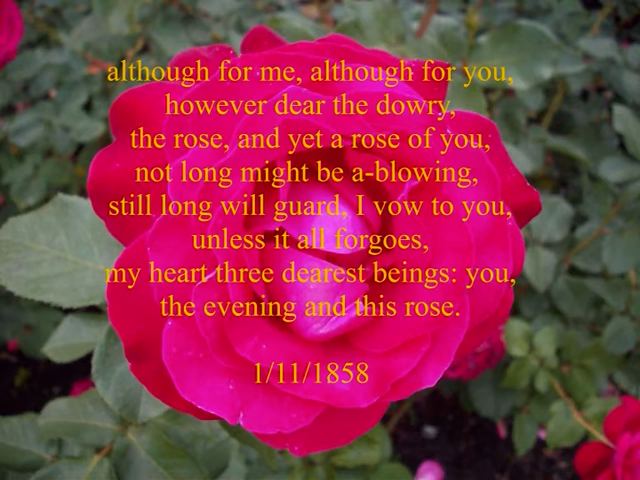 although for me, although for you,
however dear the dowry,
the rose, and yet a rose of you,
not long might be a-blowing,
still long will guard, I vow to you,
unless it all forgoes,
my heart three dearest beings: you,
the evening and this rose.
1/11/1858